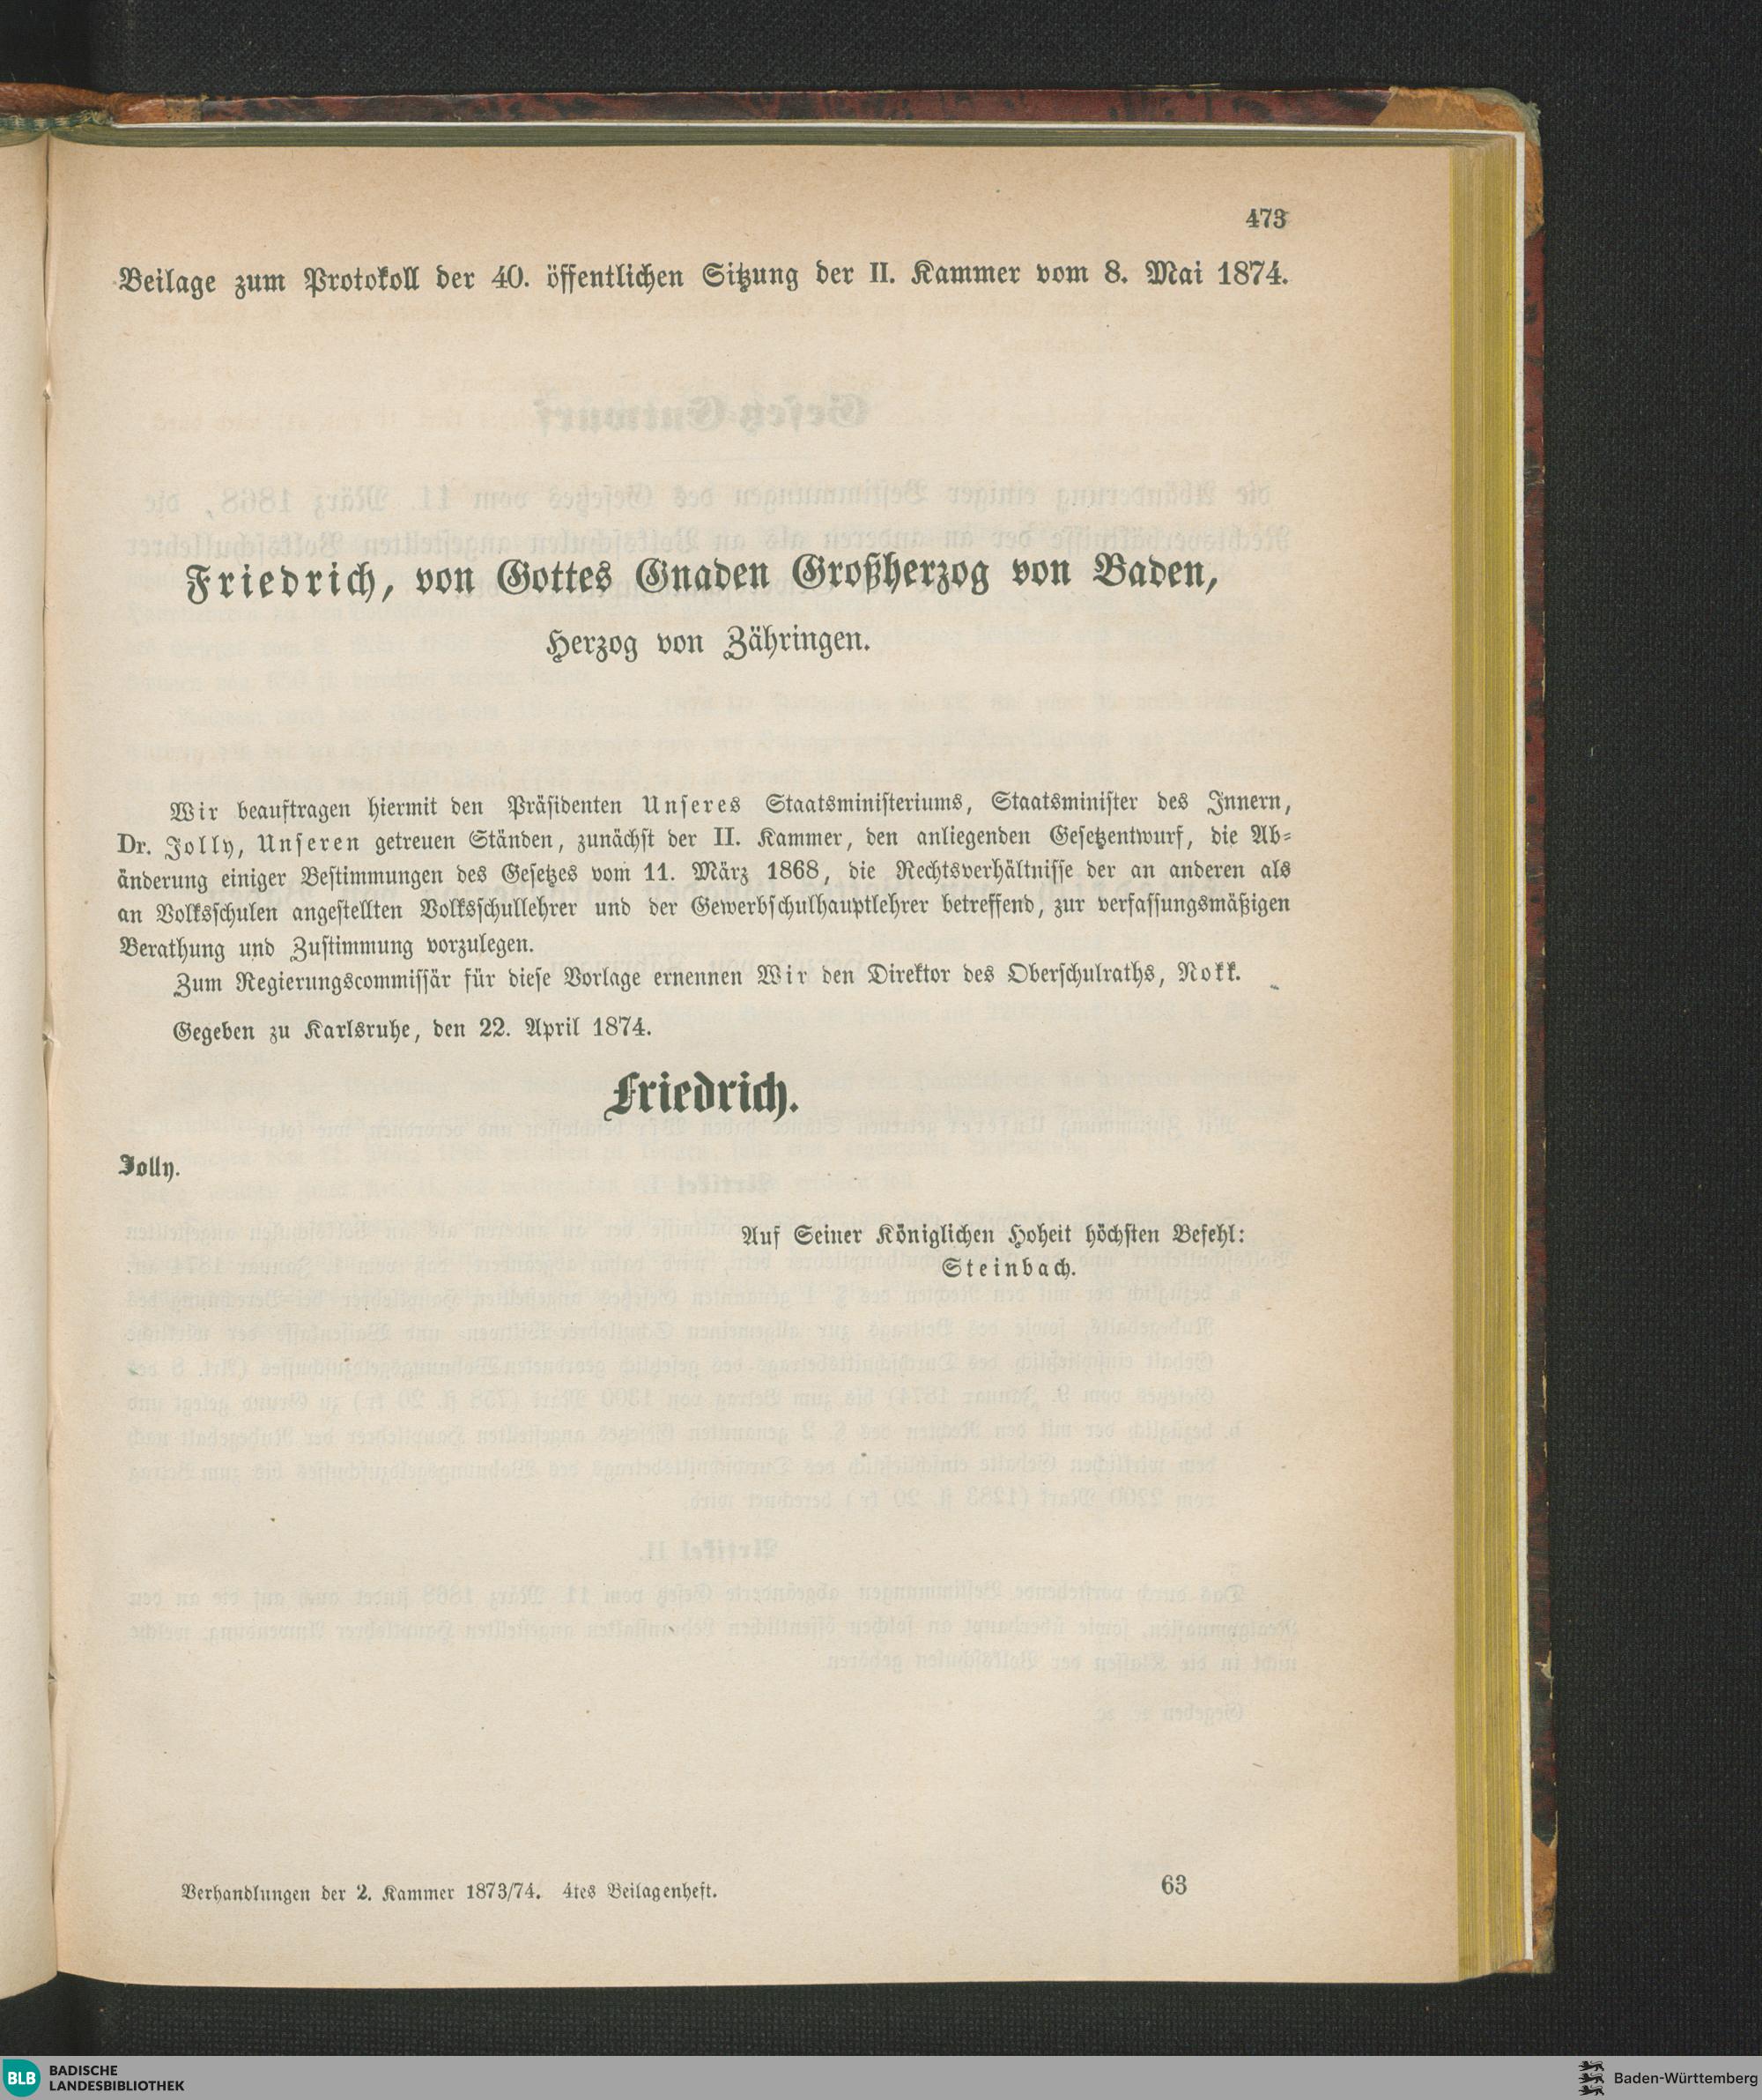 473
Beilage zum Protokoll der 40. öffentlichen Sitzung der II. Kammer vom 8. Mai 1874.
Friedrich, von Gottes Gnaden Großherzog von Baden,
Herzog von Zähringen.
Wir beauftragen hiermit den Präsidenten Unseres Staatsministeriums, Staatsminister des Innern,
Dr. Jolly, Unseren getreuen Ständen, zunächst der II. Kammer, den anliegenden Gesetzentwurf, die Ab-
änderung einiger Bestimmungen des Gesetzes vom 11. März 1868, die Rechtsverhältnisse der an anderen als
an Volksschulen angestellten Volksschullehrer und der Gewerbschulhauptlehrer betreffend, zur verfassungsmäßigen
Berathung und Zustimmung vorzulegen.
Zum Regierungscommissär für diese Vorlage ernennen Wir den Direktor des Oberschulraths, Nokk.
Gegeben zu Karlsruhe, den 22. April 1874.
Friedrich.
Jolly.
Auf Seiner Königlichen Hoheit höchsten Befehl:
Steinbach.
Verhandlungen der 2. Kammer 1873/74. 4tes Beilagenheft.
63
BLB BADISCHE
LANDESBIBLIOTHEK
Baden-Württemberg